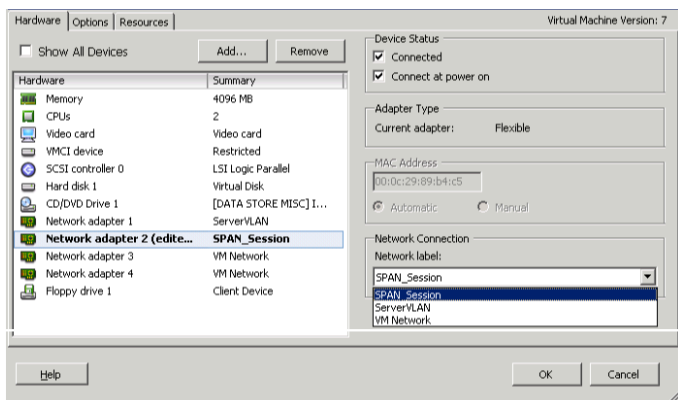 Hardware Options Resources Virtual Machine Version: 7
Show All Devices Add... Remove
Hardware Summary
Memory 4096 MB
CPUs 2
Video card Video card
VMCI device Restricted
SCSI controller 0 LSI Logic Parallel
Hard disk 1 Virtual Disk
CD/DVD Drive 1 [DATA STORE MISC] I...
Network adapter 1 ServerVLAN
Network adapter 2 (edite... SPAN_Session
Network adapter 3 VM Network
Network adapter 4 VM Network
Floppy drive 1 Client Device
Device Status
Connected
Connect at power on
Adapter Type
Current adapter: Flexible
MAC Address
00:0c:29:89:b4:c5
Automatic Manual
Network Connection
Network label:
SPAN_Session
SPAN_Session
ServerVLAN
VM Network
Help OK Cancel